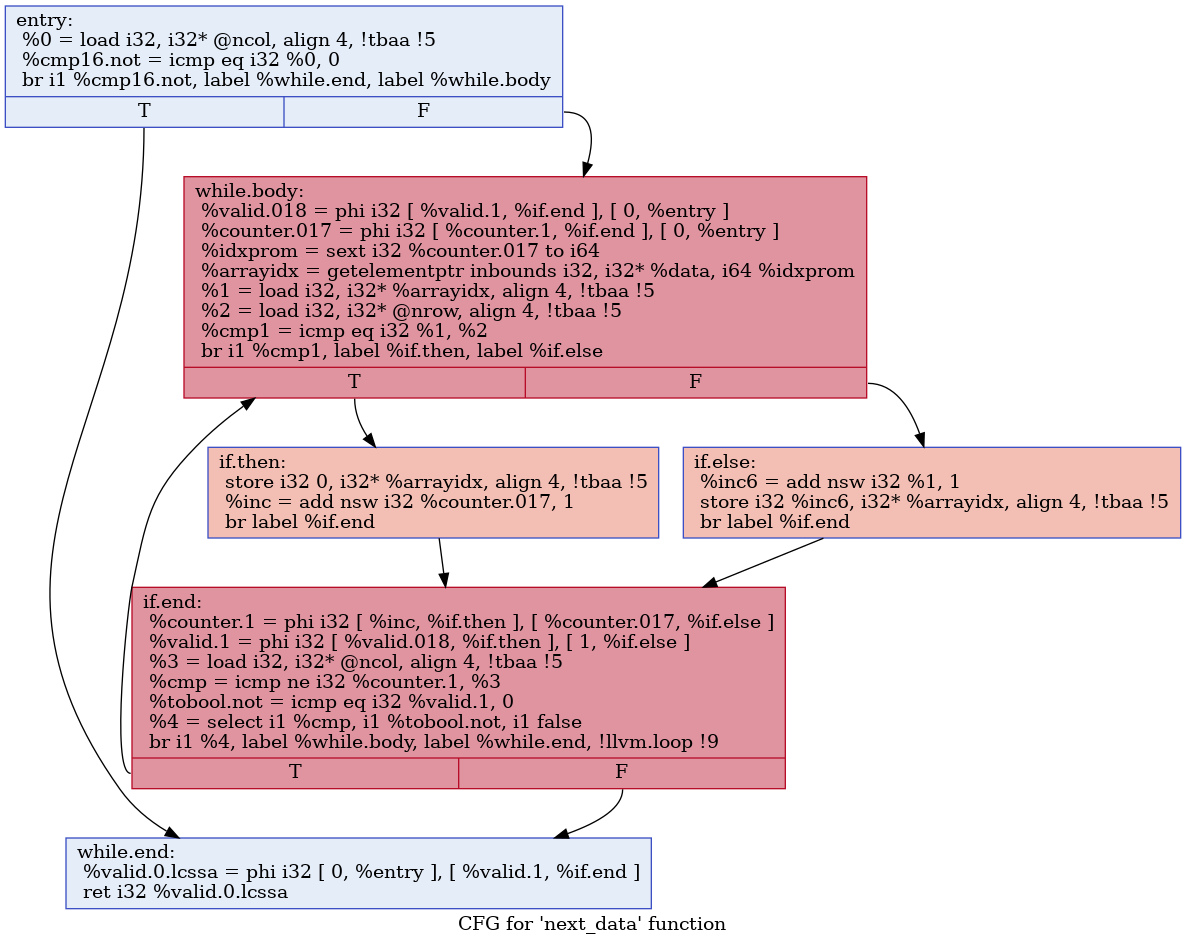 entry:
%0 = load i32, i32* @ncol, align 4, !tbaa !5
%cmp16.not = icmp eq i32 %0, 0
br i1 %cmp16.not, label %while.end, label %while.body
T F
while.body:
%valid.018 = phi i32 [ %valid.1, %if.end ], [ 0, %entry ]
%counter.017 = phi i32 [ %counter.1, %if.end ], [ 0, %entry ]
%idxprom = sext i32 %counter.017 to i64
%arrayidx = getelementptr inbounds i32, i32* %data, i64 %idxprom
%1 = load i32, i32* %arrayidx, align 4, !tbaa !5
%2 = load i32, i32* @nrow, align 4, !tbaa !5
%cmp1 = icmp eq i32 %1, %2
br i1 %cmp1, label %if.then, label %if.else
T F
if.then:
store i32 0, i32* %arrayidx, align 4, !tbaa !5
%inc = add nsw i32 %counter.017, 1
br label %if.end
if.else:
%inc6 = add nsw i32 %1, 1
store i32 %inc6, i32* %arrayidx, align 4, !tbaa !5
br label %if.end
if.end:
%counter.1 = phi i32 [ %inc, %if.then ], [ %counter.017, %if.else ]
%valid.1 = phi i32 [ %valid.018, %if.then ], [ 1, %if.else ]
%3 = load i32, i32* @ncol, align 4, !tbaa !5
%cmp = icmp ne i32 %counter.1, %3
%tobool.not = icmp eq i32 %valid.1, 0
%4 = select i1 %cmp, i1 %tobool.not, i1 false
br i1 %4, label %while.body, label %while.end, !llvm.loop !9
T F
while.end:
%valid.0.lcssa = phi i32 [ 0, %entry ], [ %valid.1, %if.end ]
ret i32 %valid.0.lcssa
CFG for 'next_data' function